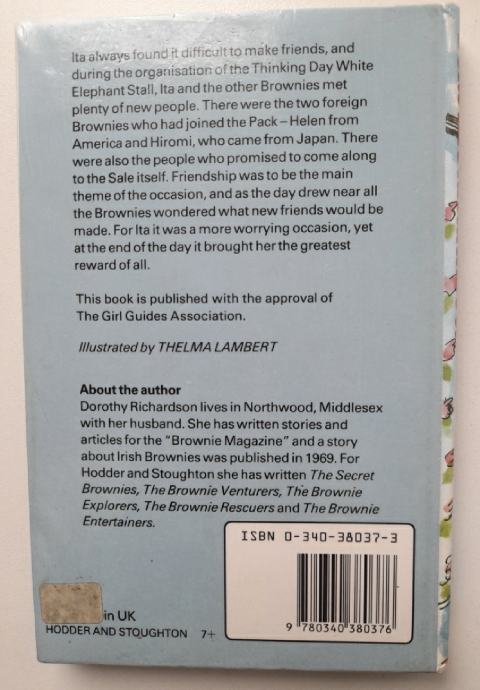 Ita always found it difficult to make friends, and
during the organisation of the Thinking Day White
Elephant Stall, Ita and the other Brownies met
plenty of new people. There were the two foreign
Brownies who had joined the Pack – Helen from
America and Hiromi, who came from Japan. There
were also the people who promised to come along
to the Sale itself. Friendship was to be the main
theme of the occasion, and as the day drew near all
the Brownies wondered what new friends would be
made. For Ita it was a more worrying occasion, yet
at the end of the day it brought her the greatest
reward of all.
This book is published with the approval of
The Girl Guides Association.
Illustrated by THELMA LAMBERT
About the author
Dorothy Richardson lives in Northwood, Middlesex
with her husband. She has written stories and
articles for the "Brownie Magazine" and a story
about Irish Brownies was published in 1969. For
Hodder and Stoughton she has written The Secret
Brownies, The Brownie Venturers, The Brownie
Explorers, The Brownie Rescuers and The Brownie
Entertainers.
ISBN 0-340-38037-3
9 780340 380376
in UK
HODDER AND STOUGHTON 7+